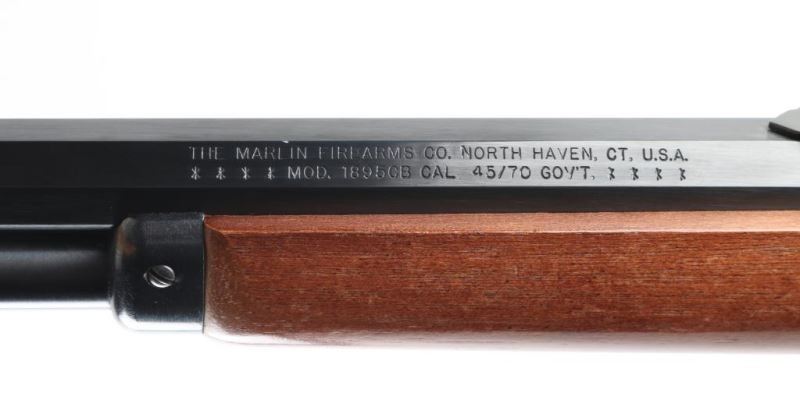 THE MARLIN FIREARMS CO. NORTH HAVEN, CT, U.S.A.
* * * * MOD. 1895CB CAL 45/70 GOV'T. * * * *